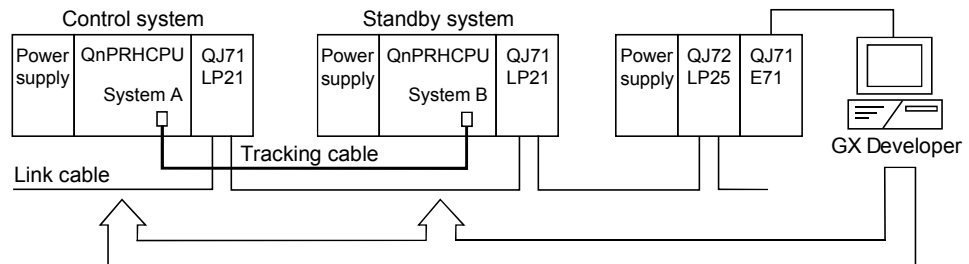 Control system
Standby system
Power supply
QnPRHCPU
System A
QJ71
LP21
Power supply
QnPRHCPU
System B
QJ71
LP21
Power supply
QJ72
LP25
QJ71
E71
GX Developer
Tracking cable
Link cable